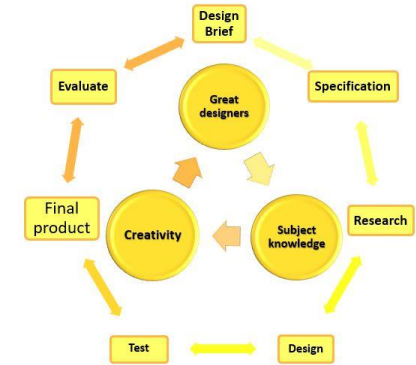 Design
Brief
Evaluate
Specification
Great
designers
Final
product
Creativity
Subject
knowledge
Research
Test
Design